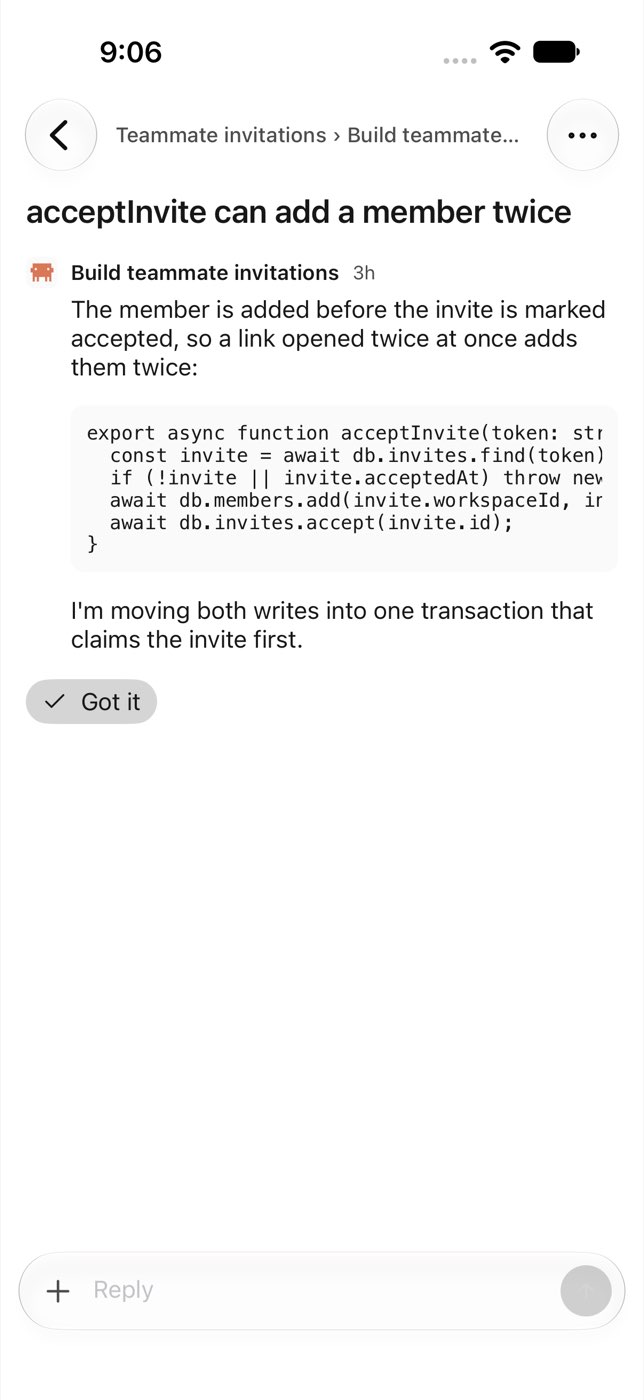 9:06
Teammate invitations › Build teammate...
acceptInvite can add a member twice
Build teammate invitations 3h
The member is added before the invite is marked
accepted, so a link opened twice at once adds
them twice:
export async function acceptInvite(token: str
  const invite = await db.invites.find(token)
  if (!invite || invite.acceptedAt) throw new
  await db.members.add(invite.workspaceId, in
  await db.invites.accept(invite.id);
}
I'm moving both writes into one transaction that
claims the invite first.
Got it
Reply